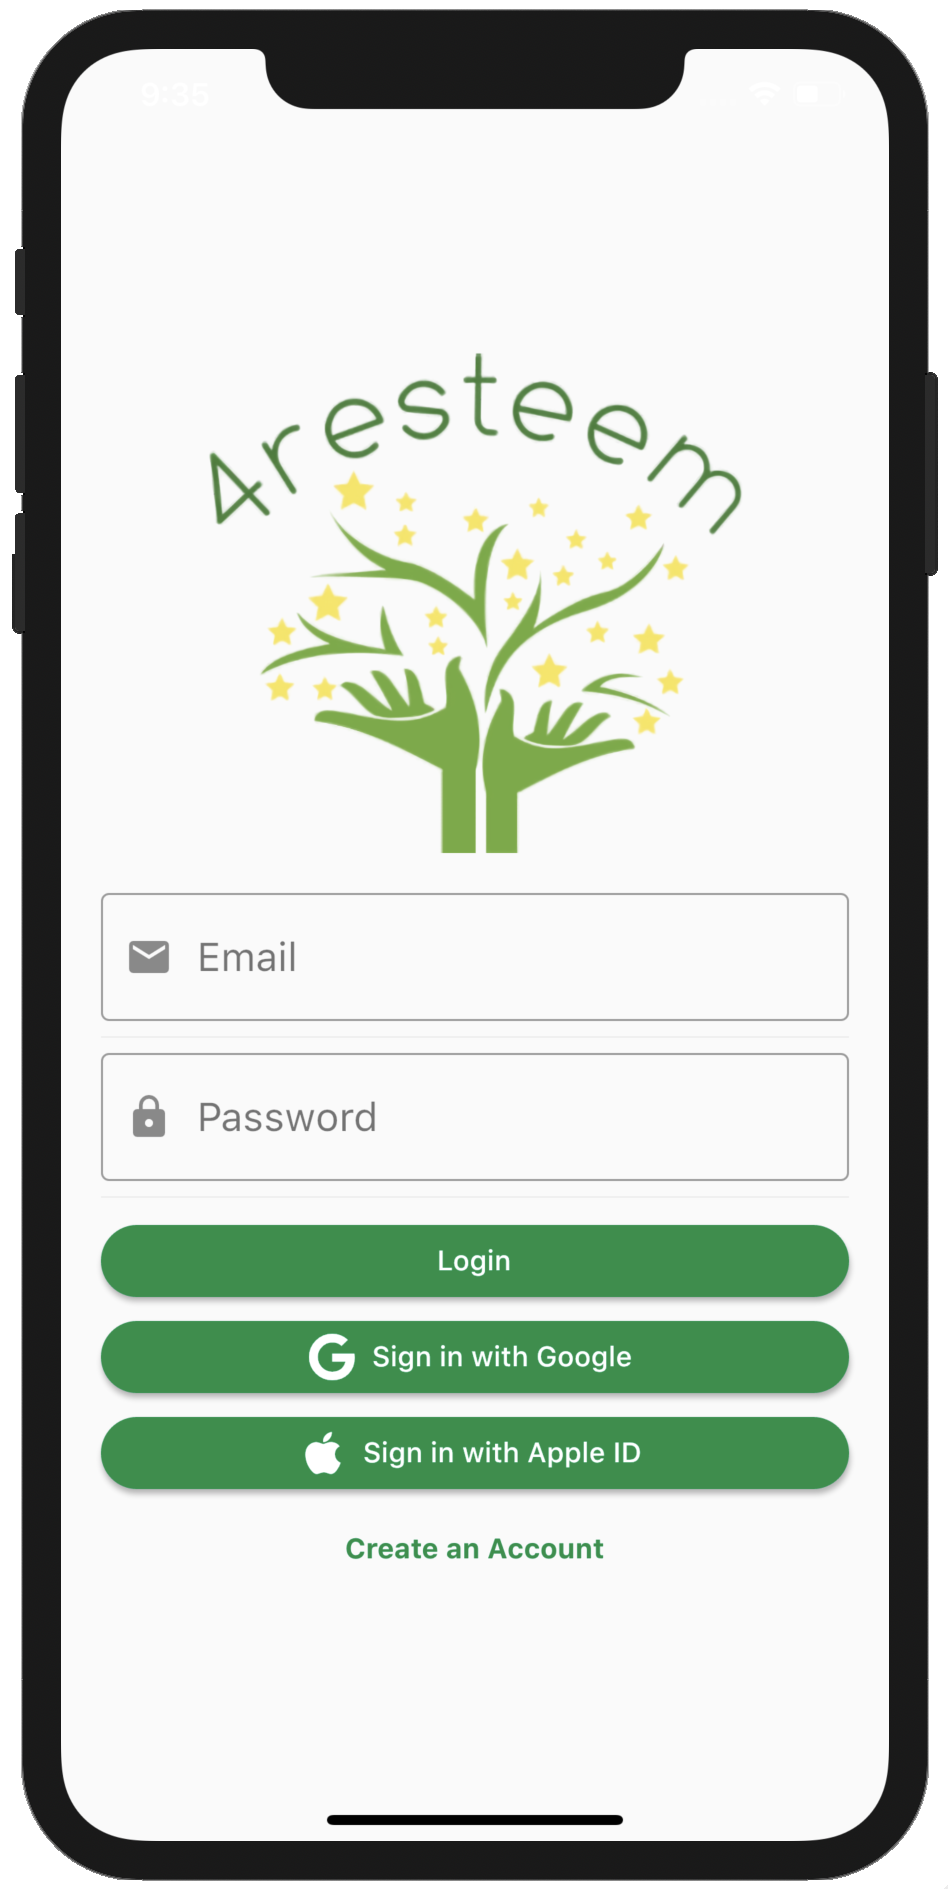 9:35
4resteem
Email
Password
Login
Sign in with Google
Sign in with Apple ID
Create an Account